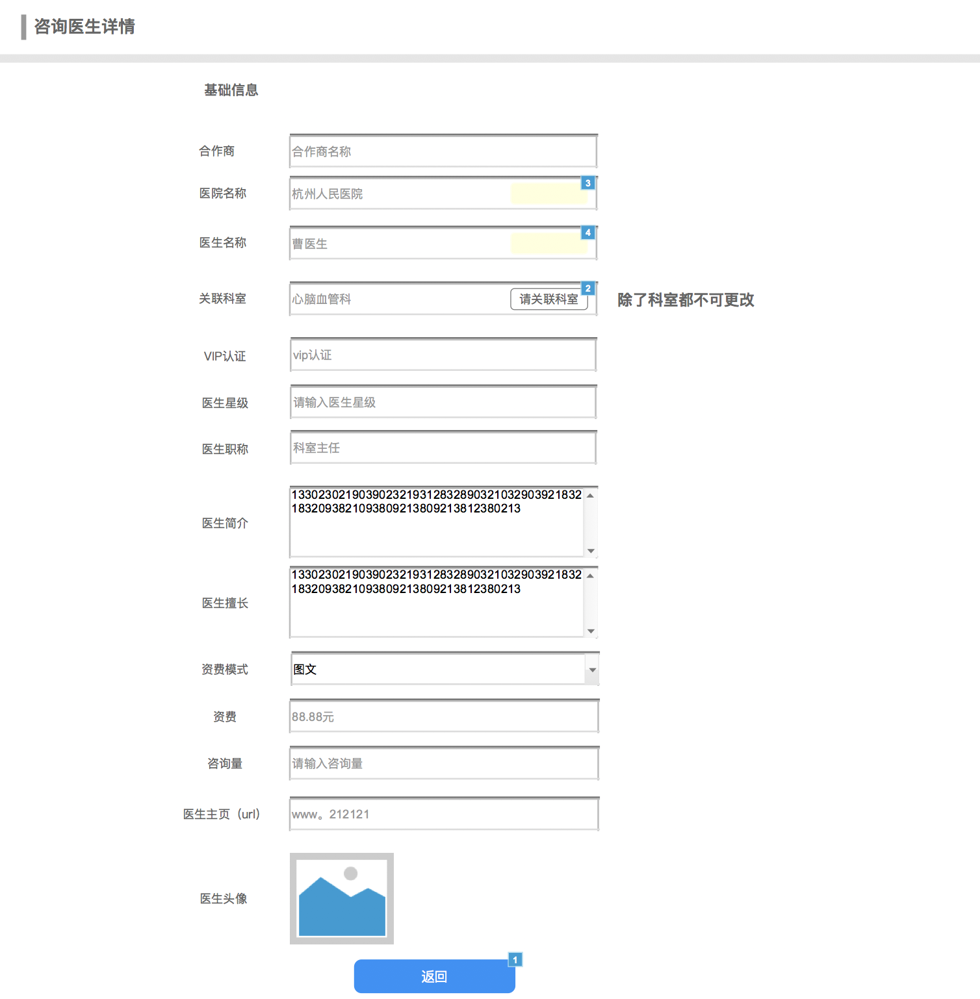 咨询医生详情
基础信息
合作商 合作商名称
医院名称 杭州人民医院 3
医生名称 曹医生 4
关联科室 心脑血管科 请关联科室 2 除了科室都不可更改
VIP认证 vip认证
医生星级 请输入医生星级
医生职称 科室主任
医生简介
1330230219039023219312832890321032903921832
1832093821093809213809213812380213
医生擅长
1330230219039023219312832890321032903921832
1832093821093809213809213812380213
资费模式 图文
资费 88.88元
咨询量 请输入咨询量
医生主页（url） www。212121
医生头像
返回 1